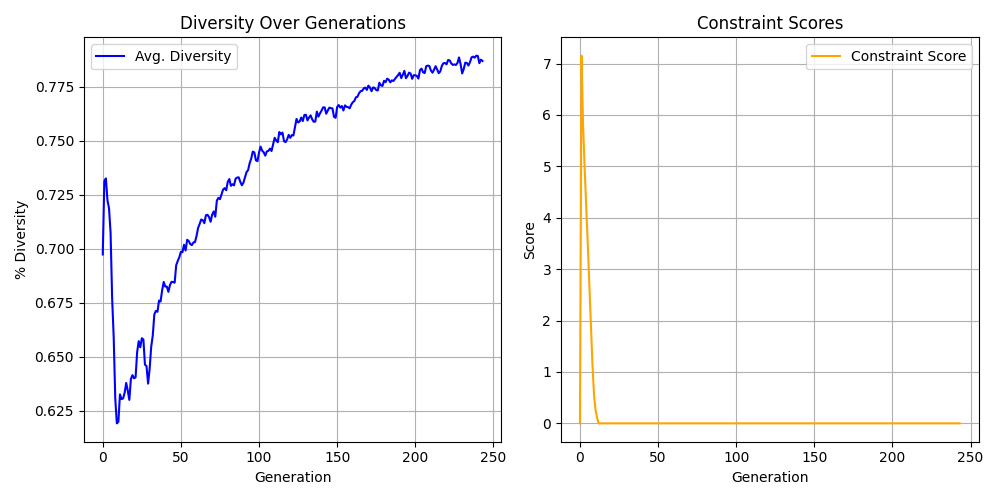 Diversity Over Generations
Avg. Diversity
% Diversity
0.775
0.750
0.725
0.700
0.675
0.650
0.625
0 50 100 150 200 250
Generation
Constraint Scores
Constraint Score
Score
7
6
5
4
3
2
1
0
0 50 100 150 200 250
Generation